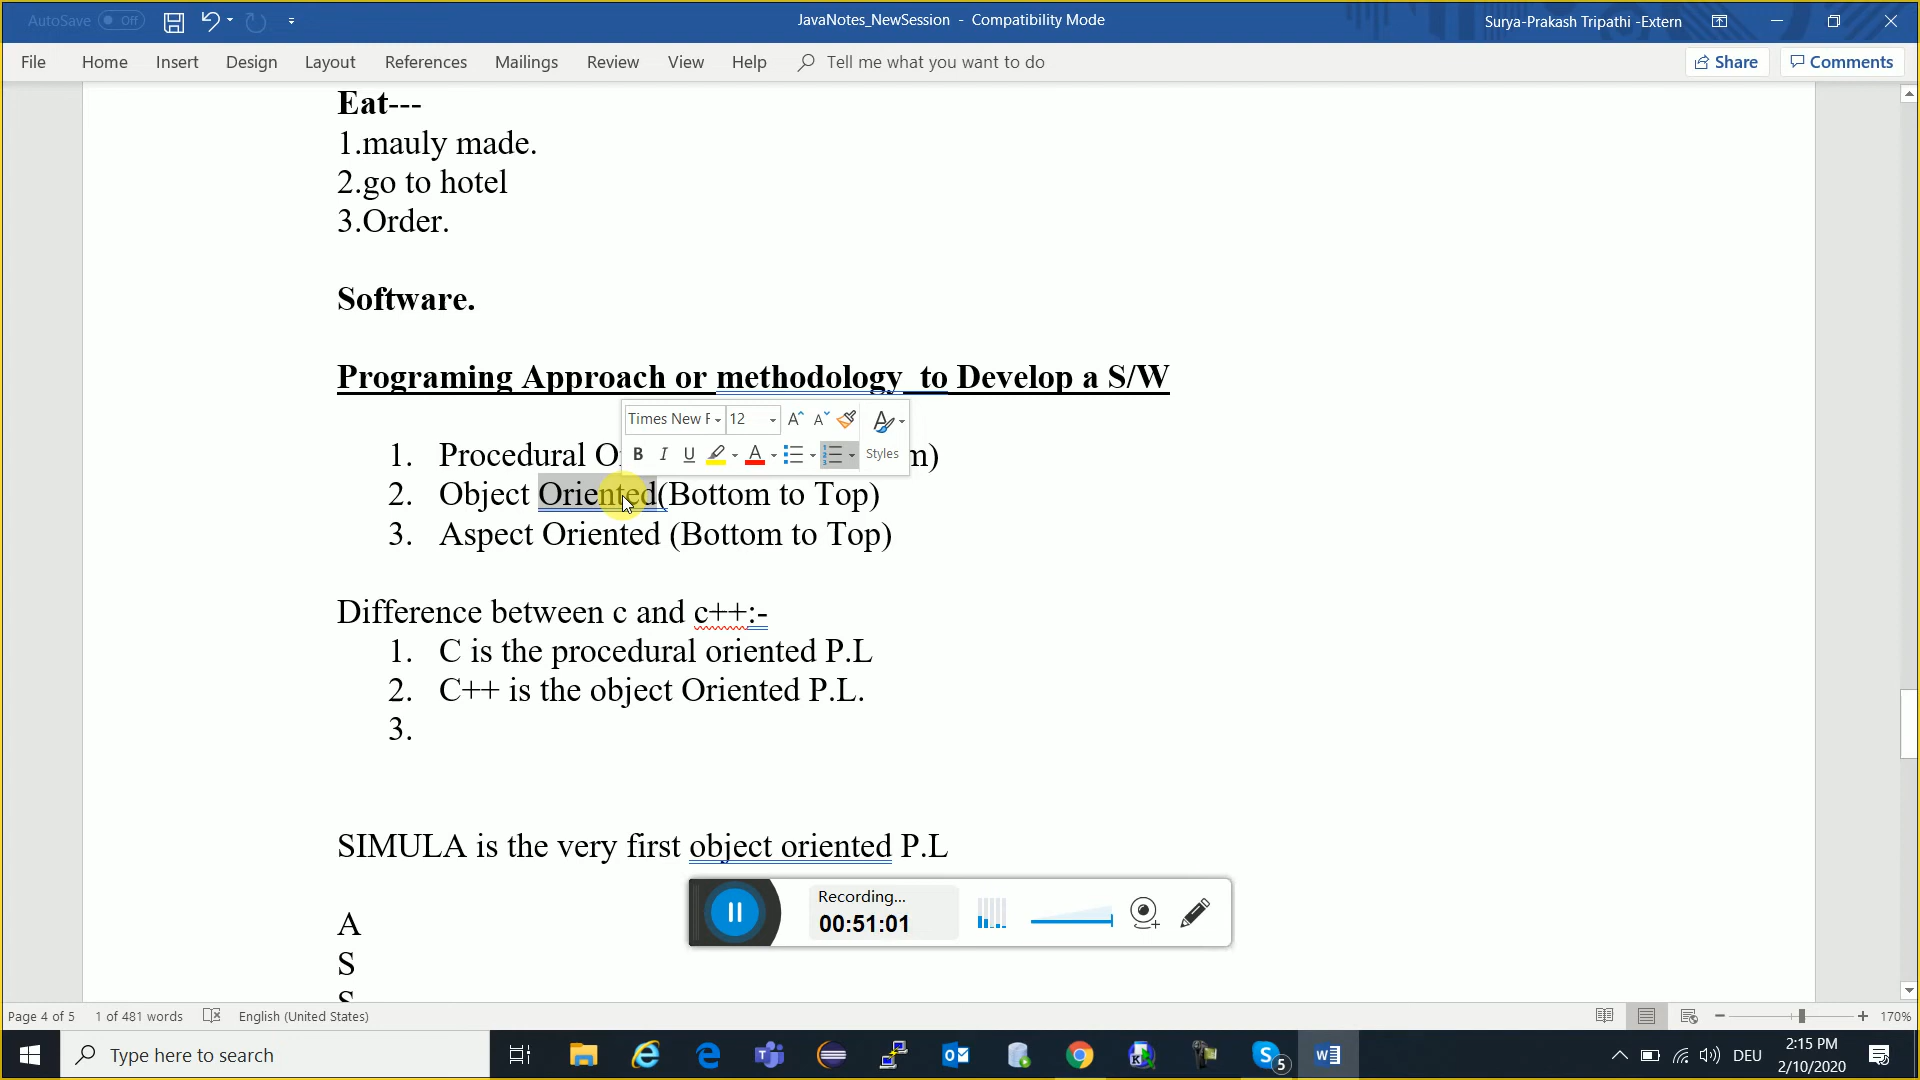 AutoSave Off
JavaNotes_NewSession - Compatibility Mode
Surya-Prakash Tripathi -Extern
File Home Insert Design Layout References Mailings Review View Help Tell me what you want to do
Share Comments
Eat---
1.mauly made.
2.go to hotel
3.Order.
Software.
Programing Approach or methodology to Develop a S/W
Times New 12
B I U A Styles
1. Procedural
2. Object Oriented(Bottom to Top)
3. Aspect Oriented (Bottom to Top)
Difference between c and c++:-
1. C is the procedural oriented P.L
2. C++ is the object Oriented P.L.
3.
SIMULA is the very first object oriented P.L
A
S
Recording...
00:51:01
Page 4 of 5 1 of 481 words English (United States)
170%
Type here to search
5
DEU
2:15 PM
2/10/2020